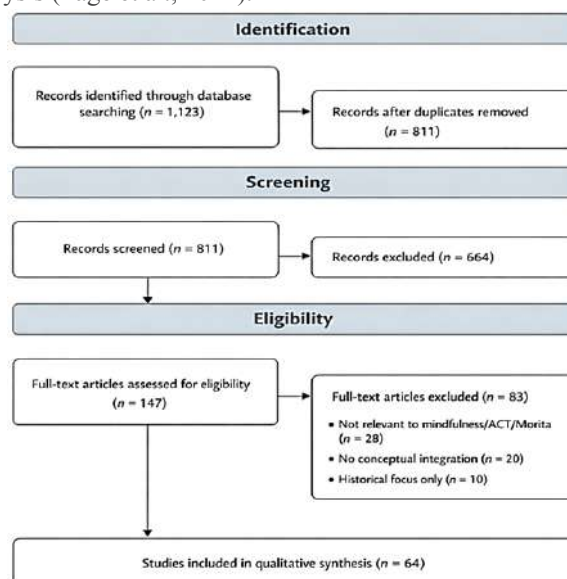 Identification
Records identified through database
searching (n = 1,123)
Records after duplicates removed
(n = 811)
Screening
Records screened (n = 811)
Records excluded (n = 664)
Eligibility
Full-text articles assessed for eligibility
(n = 147)
Full-text articles excluded (n = 83)
• Not relevant to mindfulness/ACT/Morita
(n = 28)
• No conceptual integration (n = 20)
• Historical focus only (n = 10)
Studies included in qualitative synthesis (n = 64)